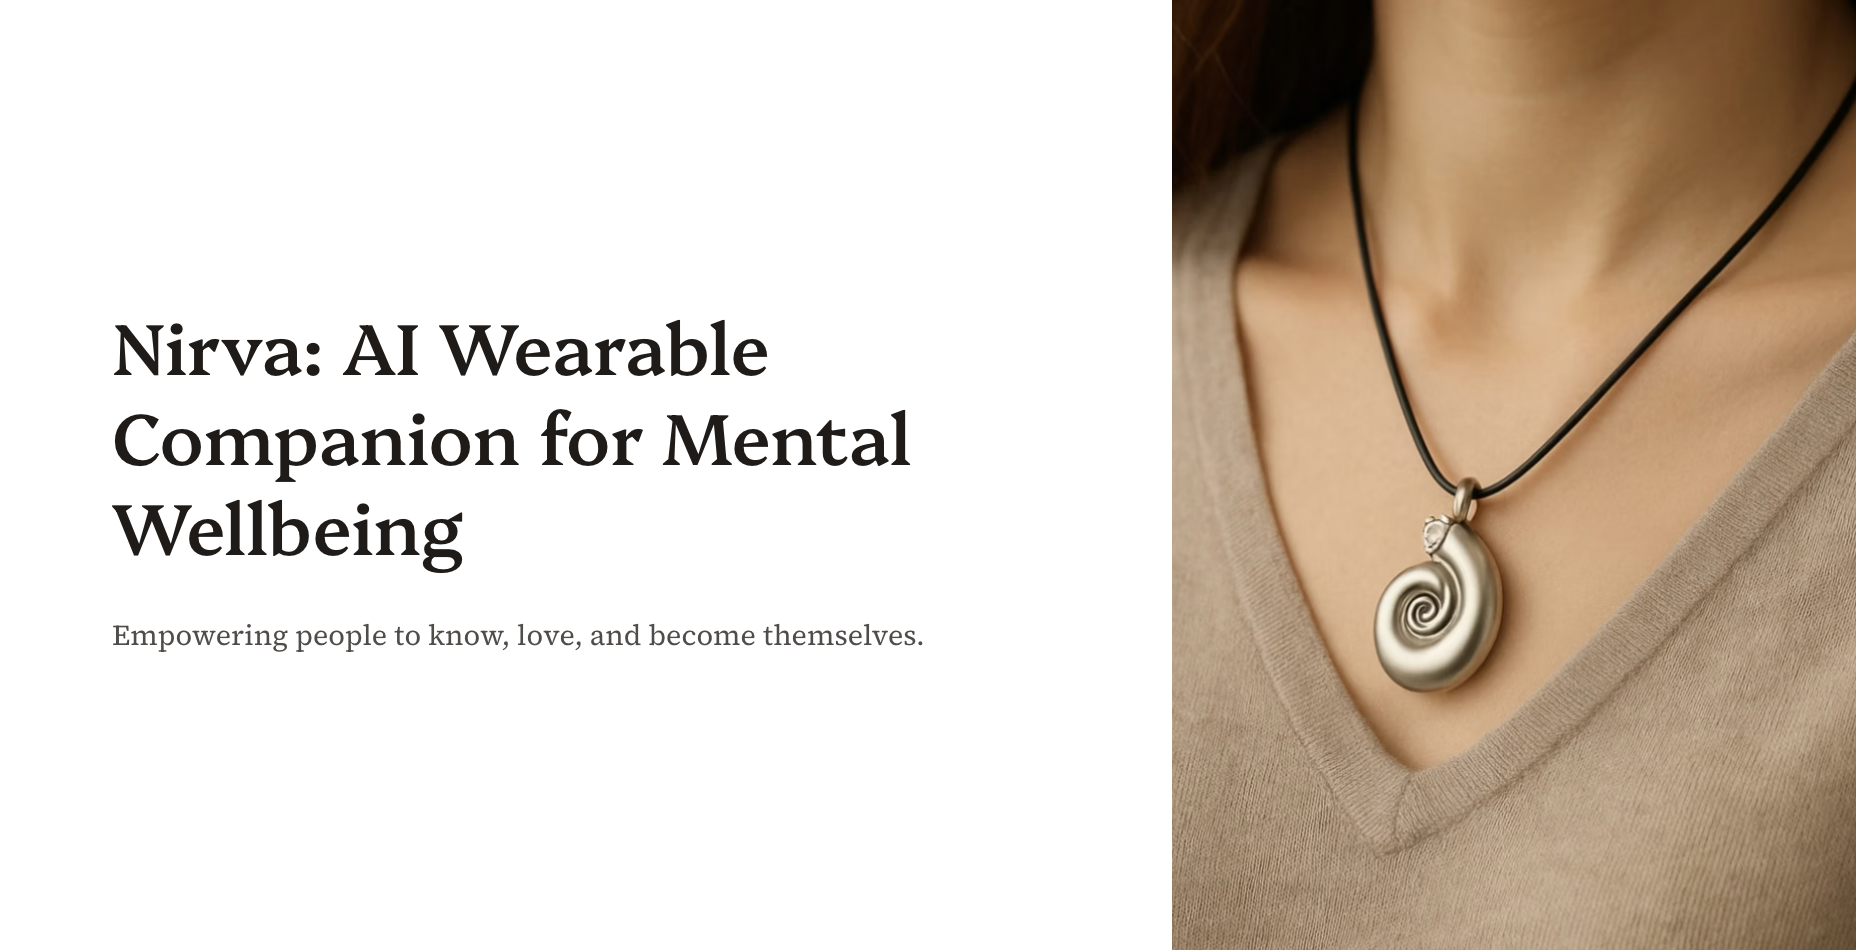 Nirva: AI Wearable
Companion for Mental
Wellbeing
Empowering people to know, love, and become themselves.